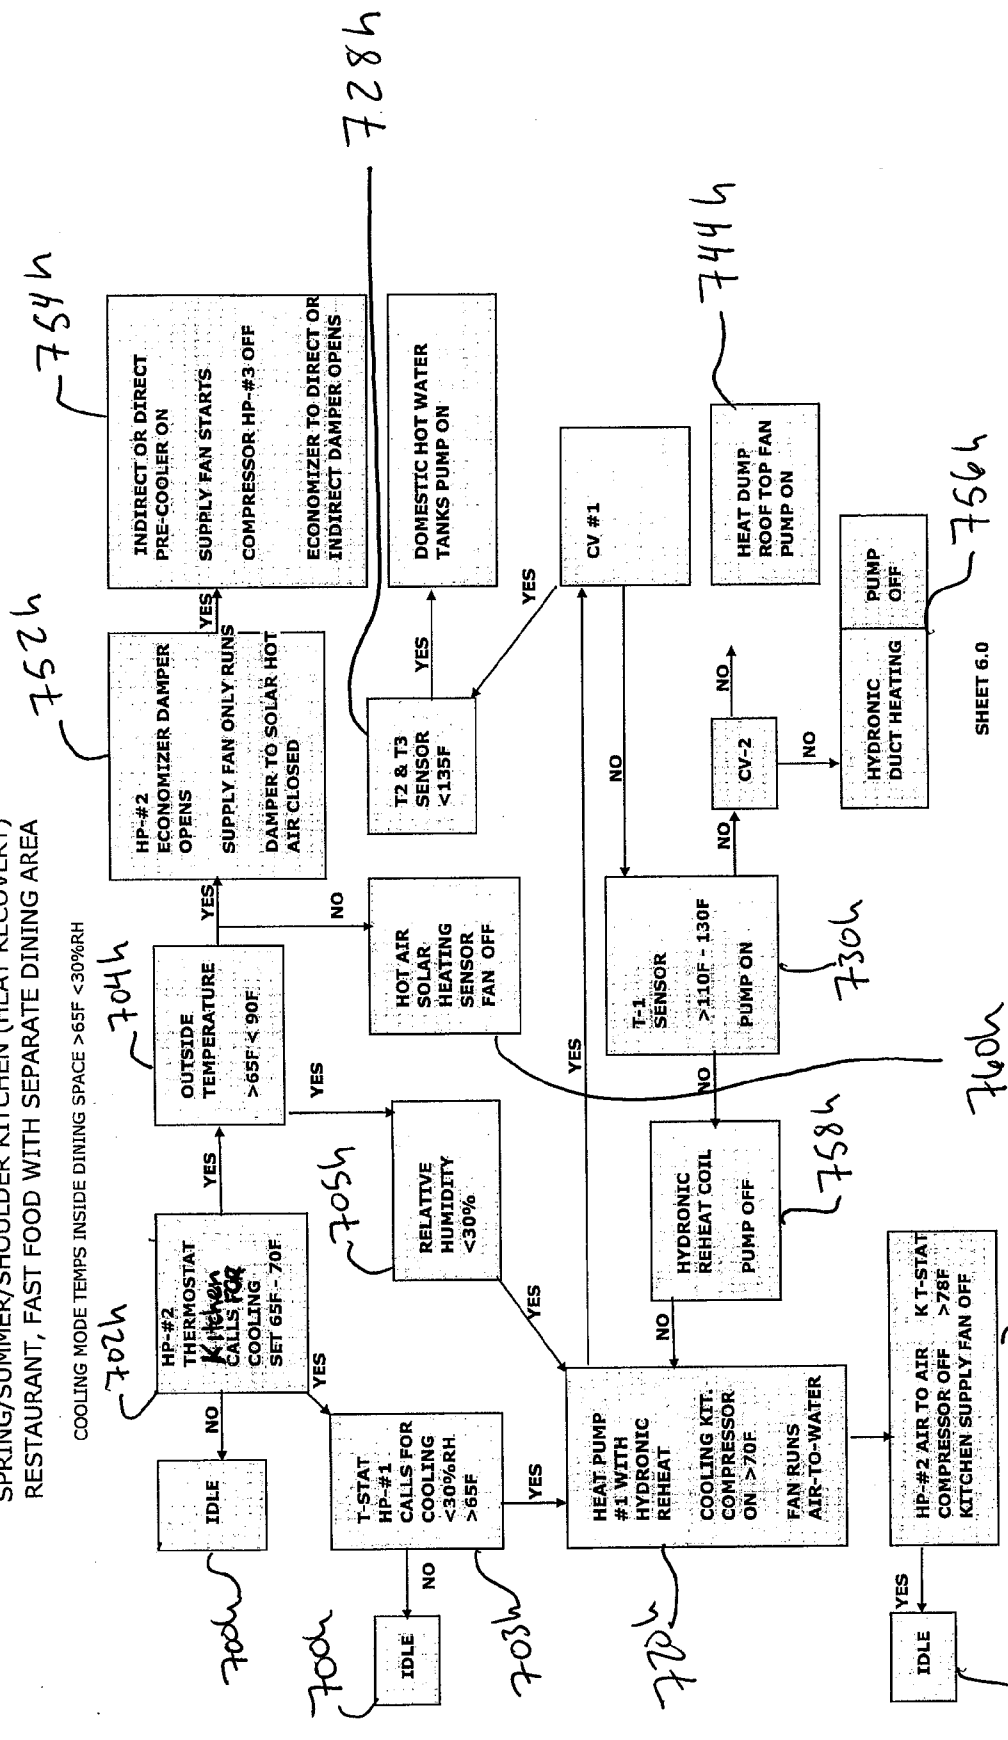 SPRING/SUMMER/SHOULDER KITCHEN (HEAT RECOVERY)
RESTAURANT, FAST FOOD WITH SEPARATE DINING AREA
COOLING MODE TEMPS INSIDE DINING SPACE >65F <30%RH
702h
704h
752h
754h
728h
IDLE
700h
NO
HP-#2
THERMOSTAT
Kitchen
CALLS FOR
COOLING
SET 65F - 70F
YES
YES
OUTSIDE
TEMPERATURE
>65F < 90F
YES
YES
NO
HP-#2
ECONOMIZER DAMPER
OPENS
SUPPLY FAN ONLY RUNS
DAMPER TO SOLAR HOT
AIR CLOSED
YES
INDIRECT OR DIRECT
PRE-COOLER ON
SUPPLY FAN STARTS
COMPRESSOR HP-#3 OFF
ECONOMIZER TO DIRECT OR
INDIRECT DAMPER OPENS
700h
IDLE
NO
T-STAT
HP-#1
CALLS FOR
COOLING
<30%RH
>65F
703h
YES
705h
RELATIVE
HUMIDITY
<30%
YES
HOT AIR
SOLAR
HEATING
SENSOR
FAN OFF
760h
T2 & T3
SENSOR
<135F
YES
DOMESTIC HOT WATER
TANKS PUMP ON
YES
CV #1
YES
NO
HEAT PUMP
#1 WITH
HYDRONIC
REHEAT
COOLING KIT.
COMPRESSOR
ON >70F
FAN RUNS
AIR-TO-WATER
720h
NO
HYDRONIC
REHEAT COIL
PUMP OFF
758h
NO
T-1
SENSOR
>110F - 130F
PUMP ON
730h
NO
CV-2
NO
NO
HEAT DUMP
ROOF TOP FAN
PUMP ON
744h
HYDRONIC
DUCT HEATING
PUMP
OFF
756h
IDLE
YES
HP-#2 AIR TO AIR K T-STAT
COMPRESSOR OFF >78F
KITCHEN SUPPLY FAN OFF
SHEET 6.0